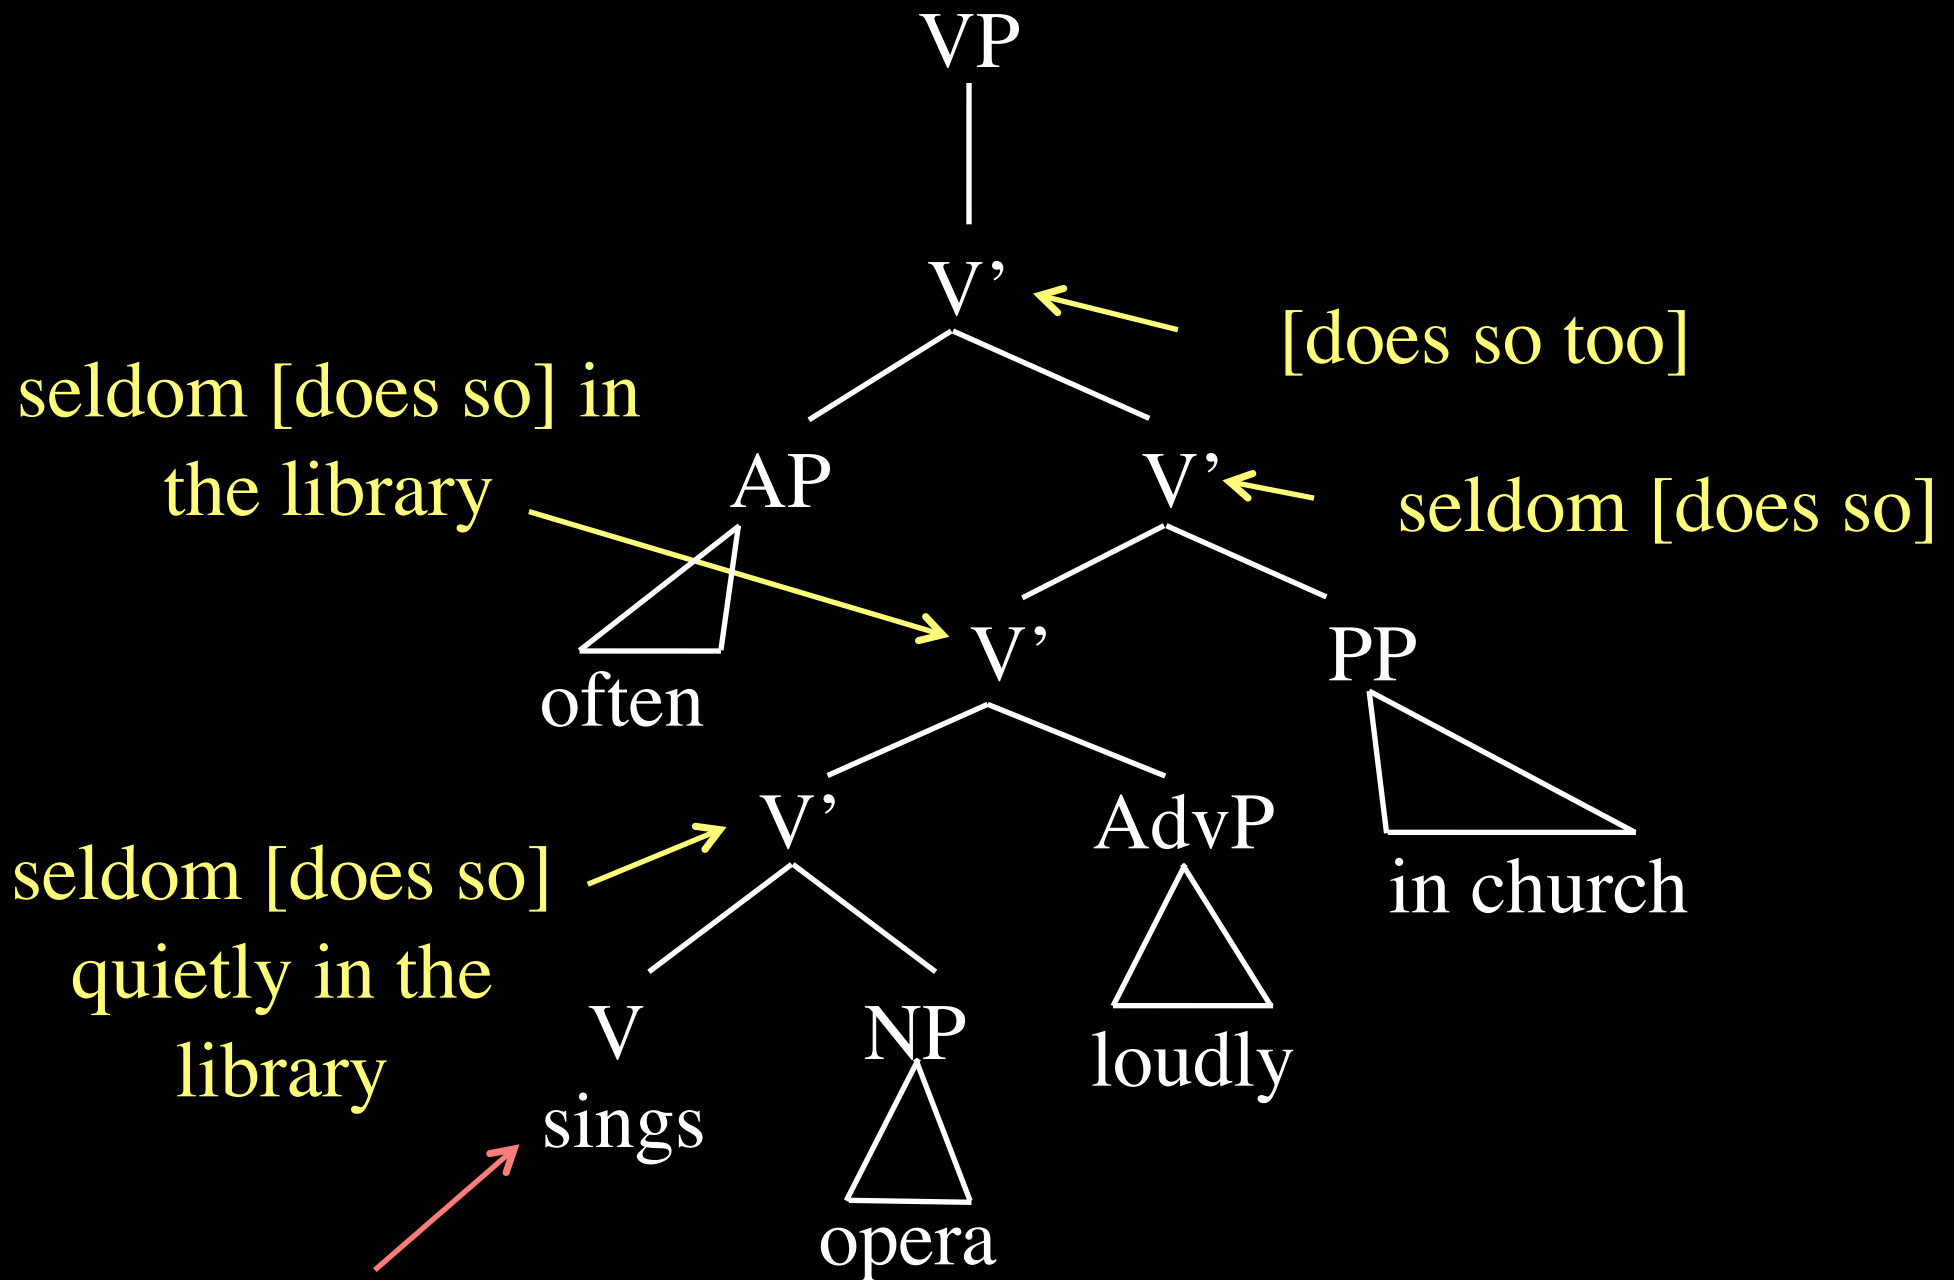 VP
V’
[does so too]
seldom [does so] in
the library
AP
V’
seldom [does so]
often
V’
PP
V’
AdvP
in church
seldom [does so]
quietly in the
library
V
NP
loudly
sings
opera